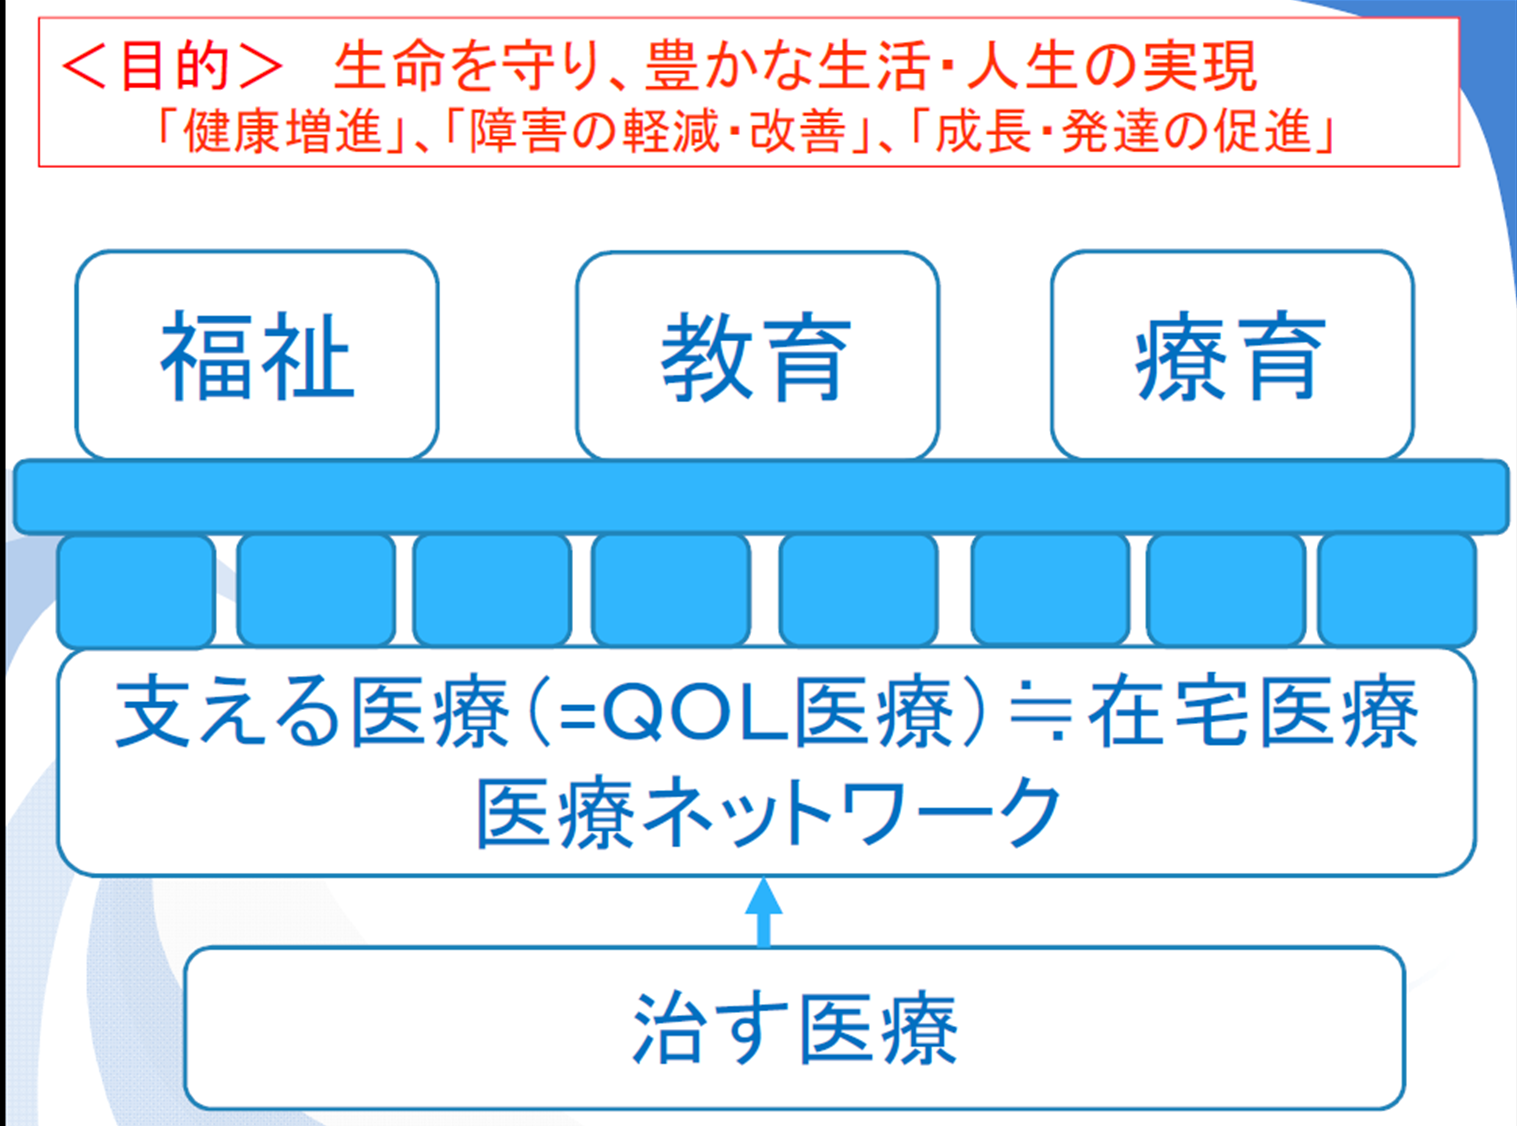 ＜目的＞　生命を守り、豊かな生活・人生の実現
「健康増進」、「障害の軽減・改善」、「成長・発達の促進」
福祉
教育
療育
支える医療（=QOL医療）≒在宅医療
医療ネットワーク
治す医療